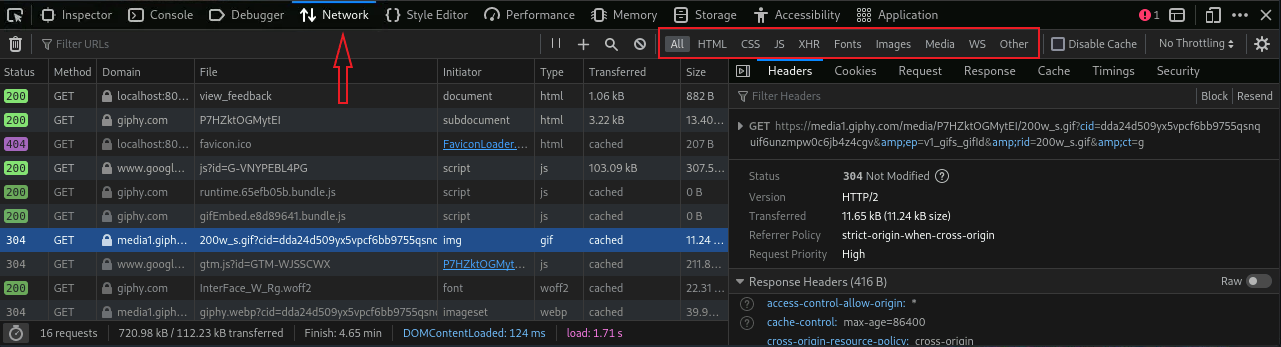 Inspector Console Debugger Network Style Editor Performance Memory Storage Accessibility Application 1
Filter URLs All HTML CSS JS XHR Fonts Images Media WS Other Disable Cache No Throttling
Status Method Domain File Initiator Type Transferred Size
200 GET localhost:80… view_feedback document html 1.06 kB 882 B
200 GET giphy.com P7HZktOGMytEI subdocument html 3.22 kB 13.40…
404 GET localhost:80… favicon.ico FaviconLoader.… html cached 207 B
200 GET www.googl… js?id=G-VNYPEBL4PG script js 103.09 kB 307.5…
200 GET giphy.com runtime.65efb05b.bundle.js script js cached 0 B
200 GET giphy.com gifEmbed.e8d89641.bundle.js script js cached 0 B
304 GET media1.giph… 200w_s.gif?cid=dda24d509yx5vpcf6bb9755qsnq img gif cached 11.24 …
304 GET www.googl… gtm.js?id=GTM-WJSSCWX P7HZktOGMyt… js cached 211.8…
200 GET giphy.com InterFace_W_Rg.woff2 font woff2 cached 22.31 …
304 GET media1.giph… giphy.webp?cid=dda24d509yx5vpcf6bb9755qsnq imageset webp cached 39.9…
16 requests 720.98 kB / 112.23 kB transferred Finish: 4.65 min DOMContentLoaded: 124 ms load: 1.71 s
Headers Cookies Request Response Cache Timings Security
Filter Headers Block Resend
GET https://media1.giphy.com/media/P7HZktOGMytEI/200w_s.gif?cid=dda24d509yx5vpcf6bb9755qsnq
uif6unzmpw0c6jb4z4cgv&amp;ep=v1_gifs_gifId&amp;rid=200w_s.gif&amp;ct=g
Status 304 Not Modified ?
Version HTTP/2
Transferred 11.65 kB (11.24 kB size)
Referrer Policy strict-origin-when-cross-origin
Request Priority High
Response Headers (416 B) Raw
? access-control-allow-origin: *
? cache-control: max-age=86400
cross-origin-resource-policy: cross-origin